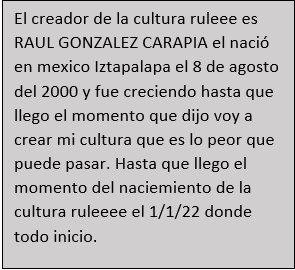 El creador de la cultura ruleee es
RAUL GONZALEZ CARAPIA el nació
en mexico Iztapalapa el 8 de agosto
del 2000 y fue creciendo hasta que
llego el momento que dijo voy a
crear mi cultura que es lo peor que
puede pasar. Hasta que llego el
momento del naciemiento de la
cultura ruleeee el 1/1/22 donde
todo inicio.